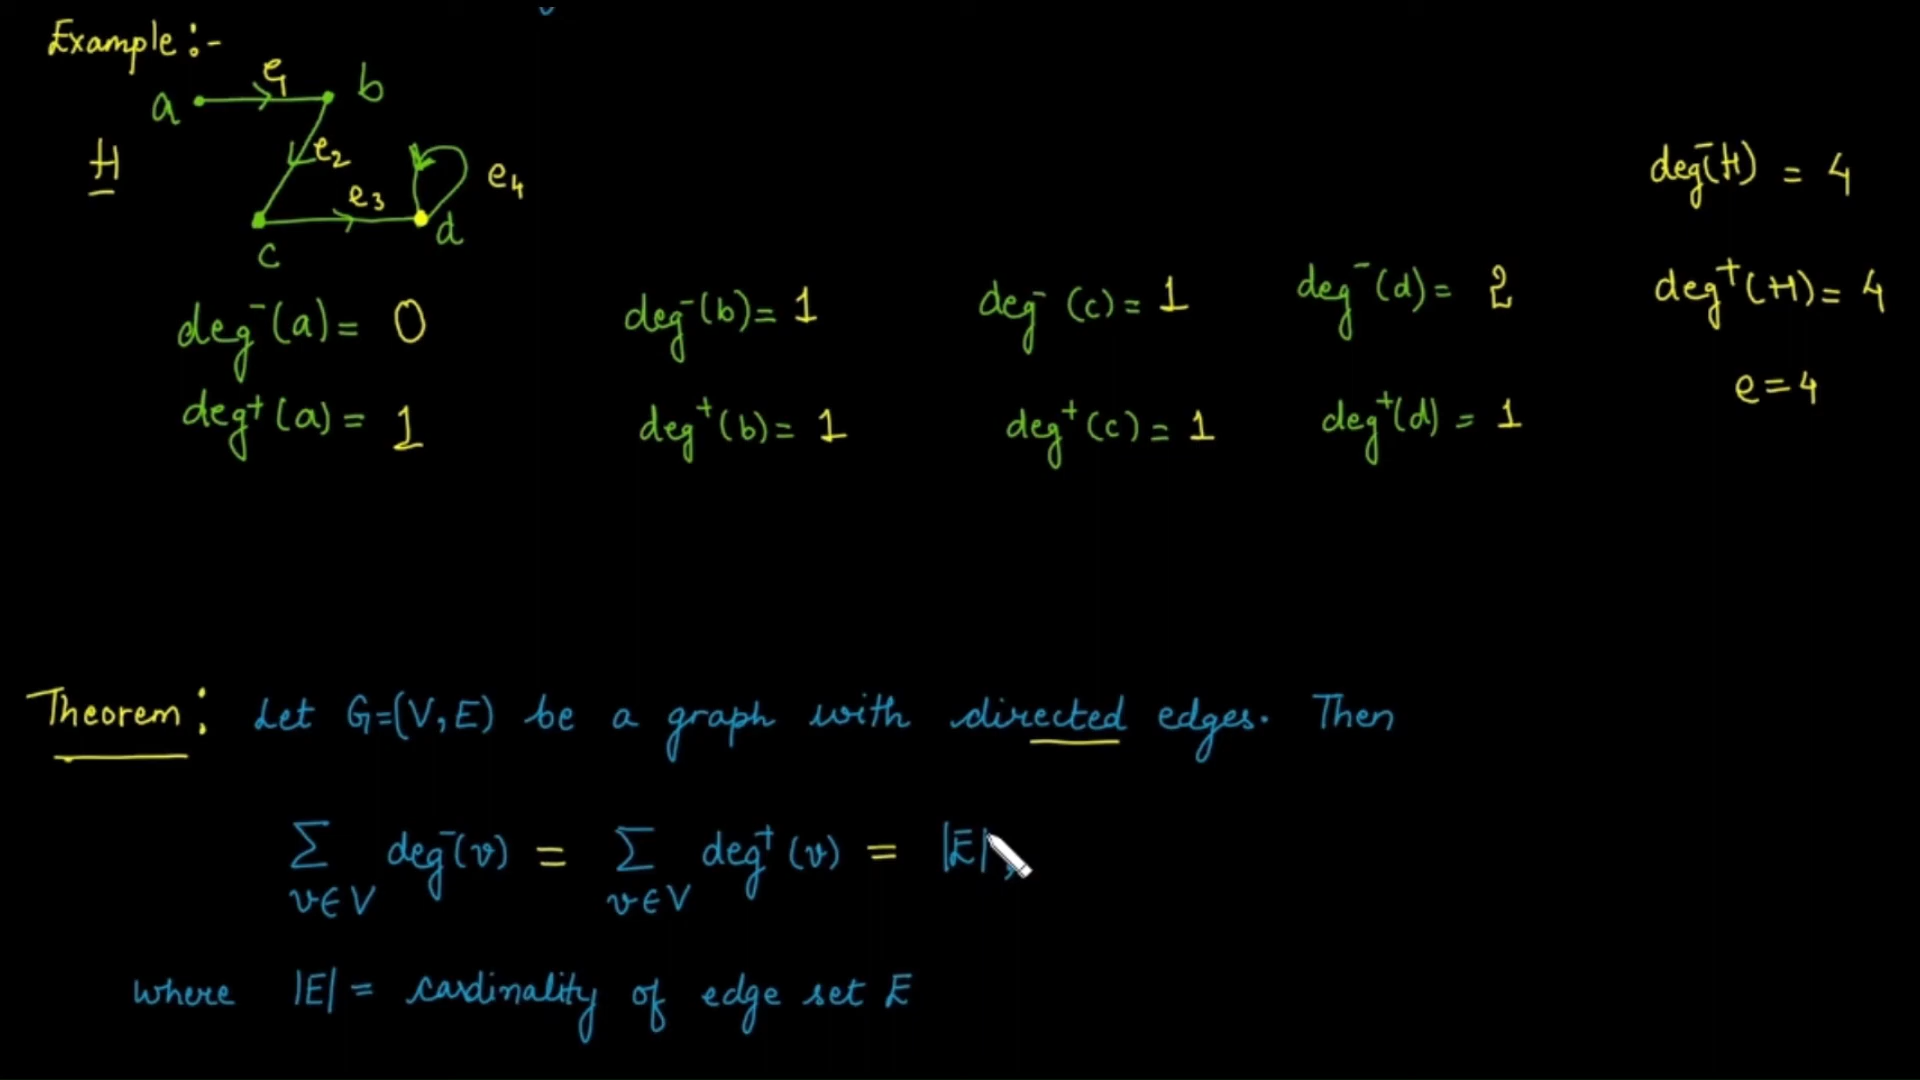 Example :-
e1
a b
H e2
e3 e4
c d
deg⁻(H) = 4
deg⁺(H) = 4
e = 4
deg⁻(a) = 0 deg⁻(b) = 1 deg⁻(c) = 1 deg⁻(d) = 2
deg⁺(a) = 1 deg⁺(b) = 1 deg⁺(c) = 1 deg⁺(d) = 1
Theorem : Let G=(V,E) be a graph with directed edges. Then
∑ deg⁻(v) = ∑ deg⁺(v) = |E|,
v∈V v∈V
where |E| = cardinality of edge set E